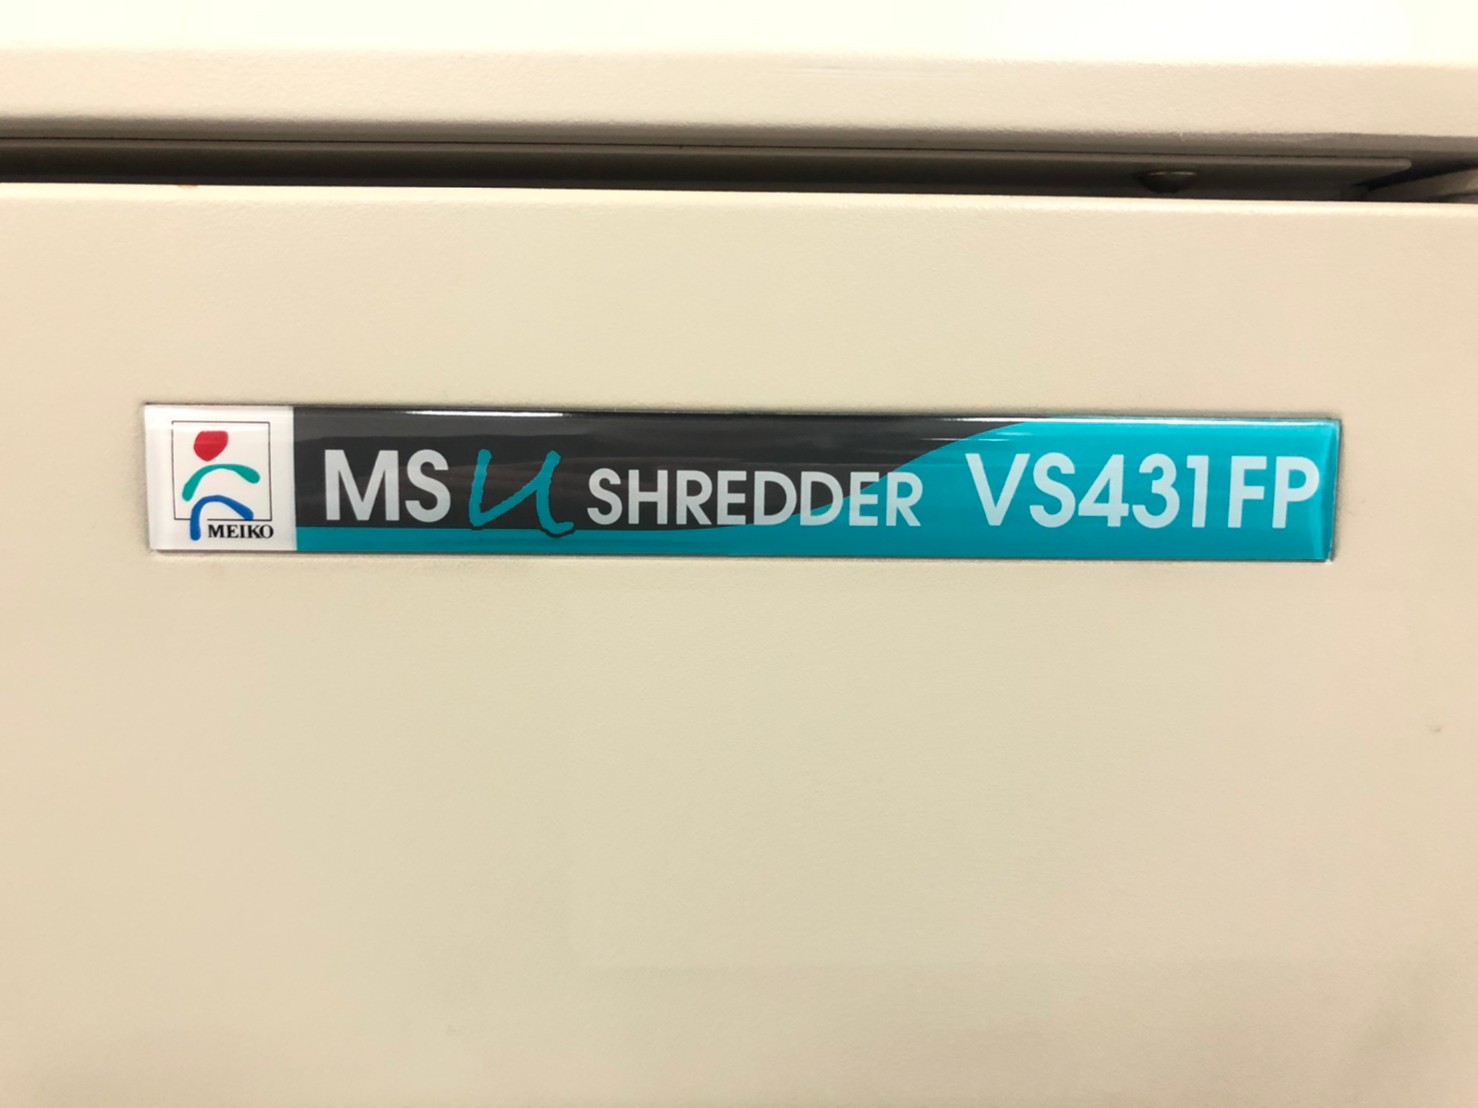 MEIKO
MS U SHREDDER VS431FP